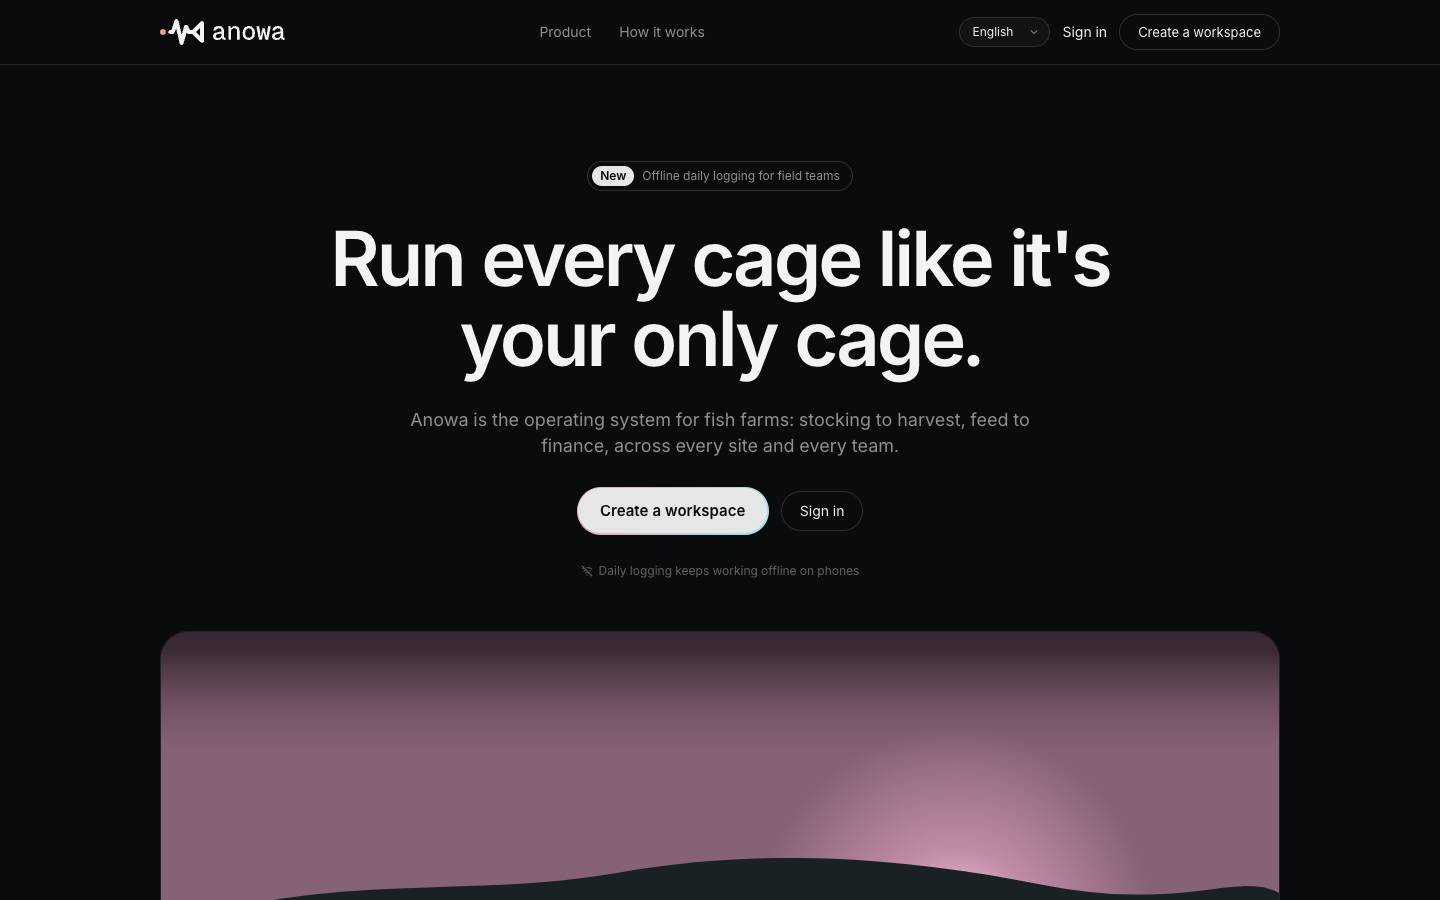 anowa
Product
How it works
English
Sign in
Create a workspace
New Offline daily logging for field teams
Run every cage like it's
your only cage.
Anowa is the operating system for fish farms: stocking to harvest, feed to
finance, across every site and every team.
Create a workspace
Sign in
Daily logging keeps working offline on phones